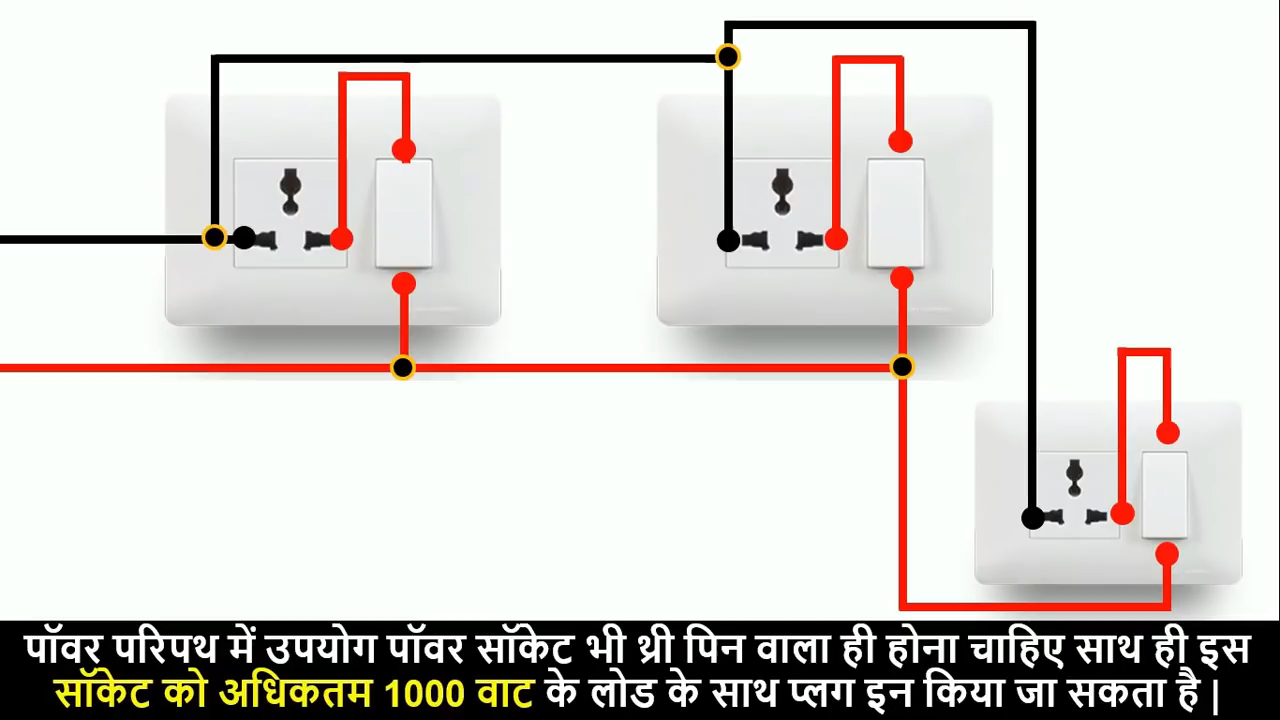 पॉवर परिपथ में उपयोग पॉवर सॉकेट भी थ्री पिन वाला ही होना चाहिए साथ ही इस
सॉकेट को अधिकतम 1000 वाट के लोड के साथ प्लग इन किया जा सकता है |